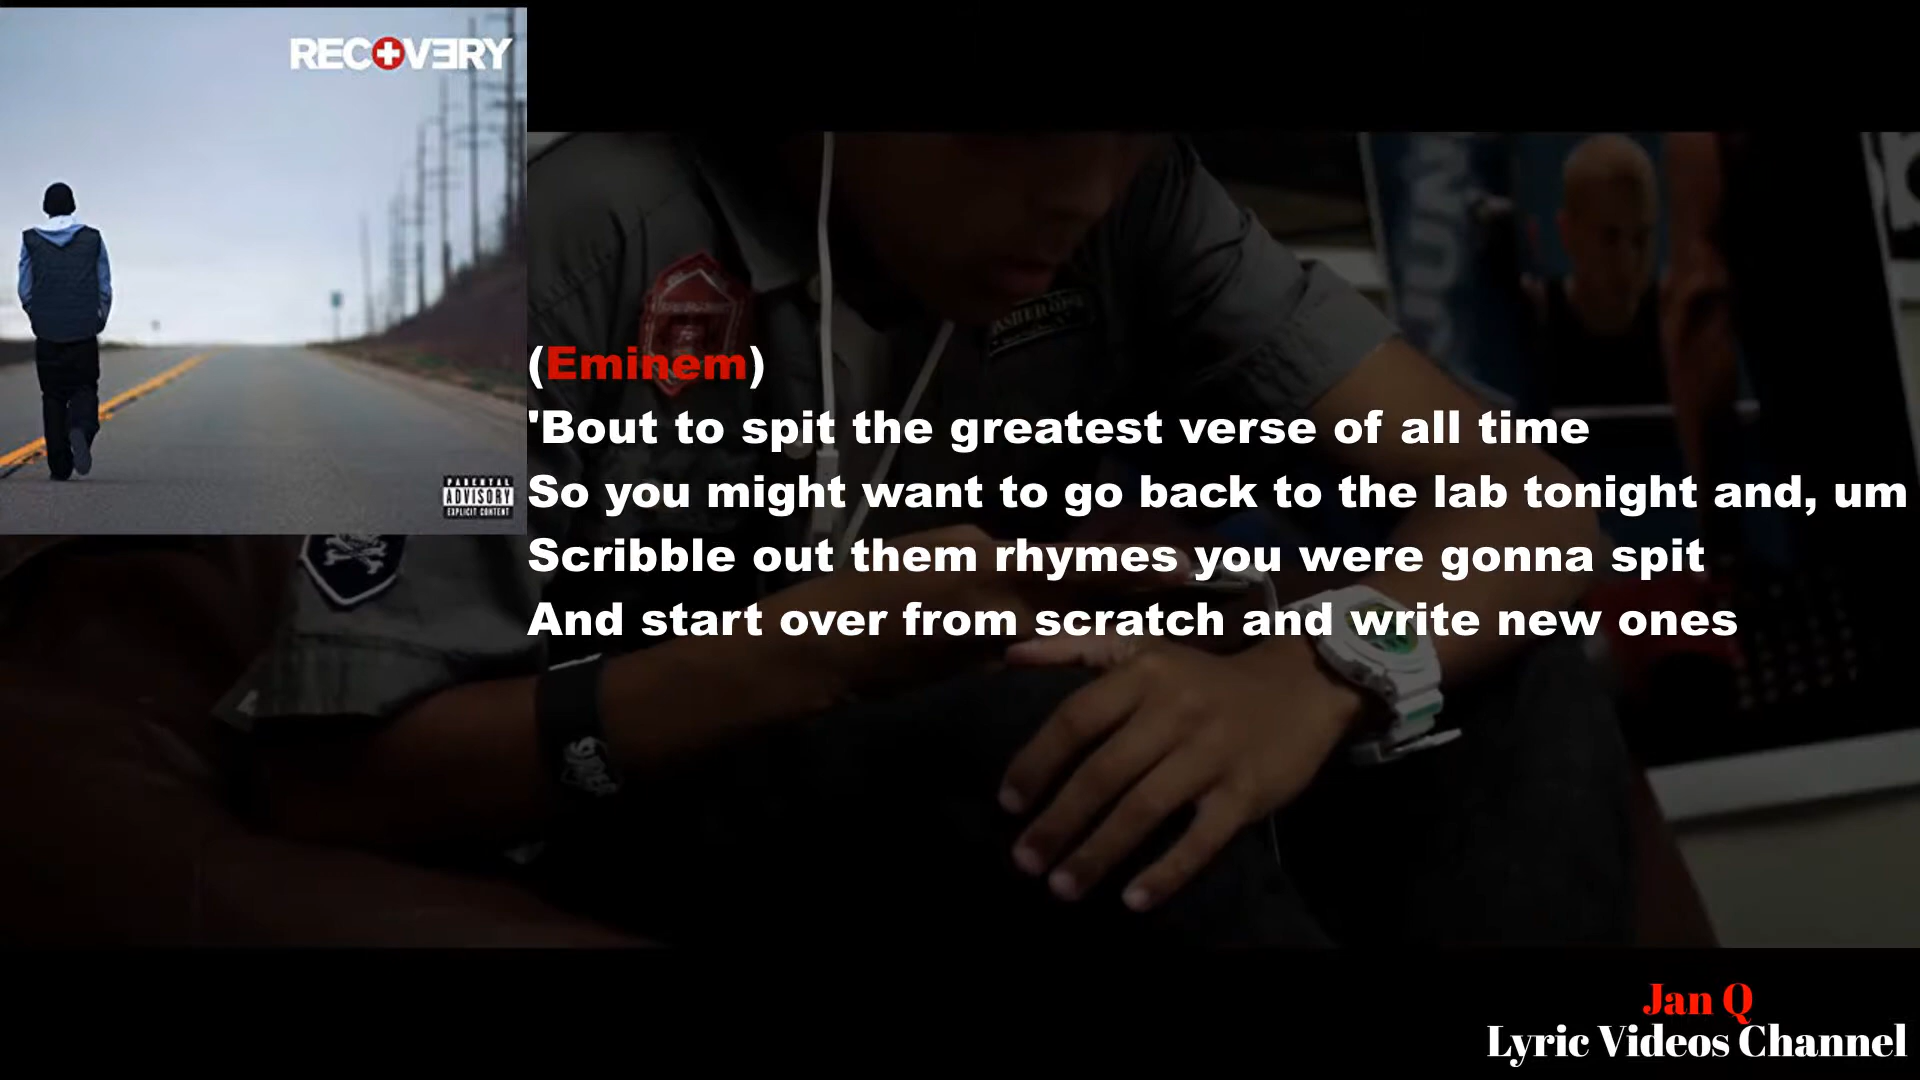 RECOVERY
PARENTAL
ADVISORY
EXPLICIT CONTENT
(Eminem)
'Bout to spit the greatest verse of all time
So you might want to go back to the lab tonight and, um
Scribble out them rhymes you were gonna spit
And start over from scratch and write new ones
Jan Q
Lyric Videos Channel